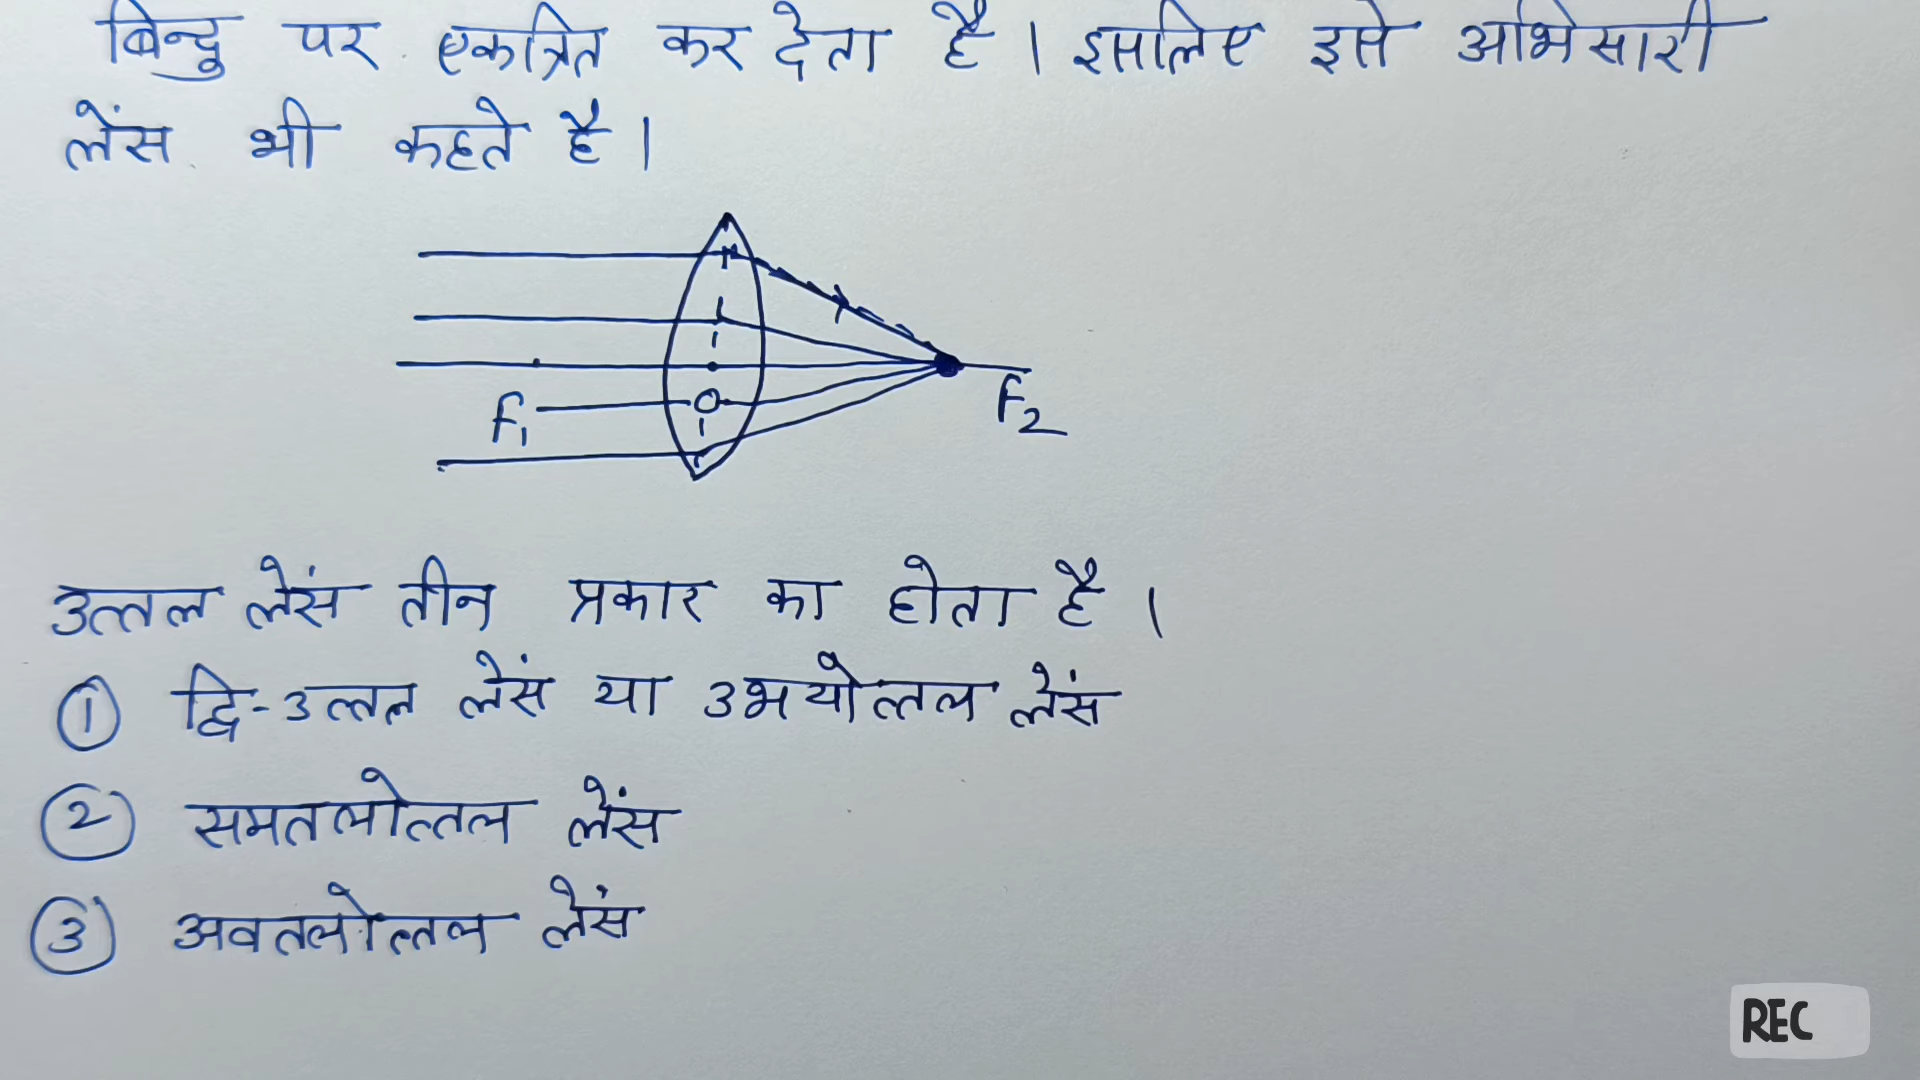 बिन्दु पर एकत्रित कर देता है । इसलिए इसे अभिसारी
लेंस भी कहते है ।
F₁
O
F₂
उत्तल लेसं तीन प्रकार का होता है ।
① द्वि-उत्तल लेसं या उभयोत्तल लेसं
② समतलोत्तल लेसं
③ अवतलोत्तल लेसं
REC